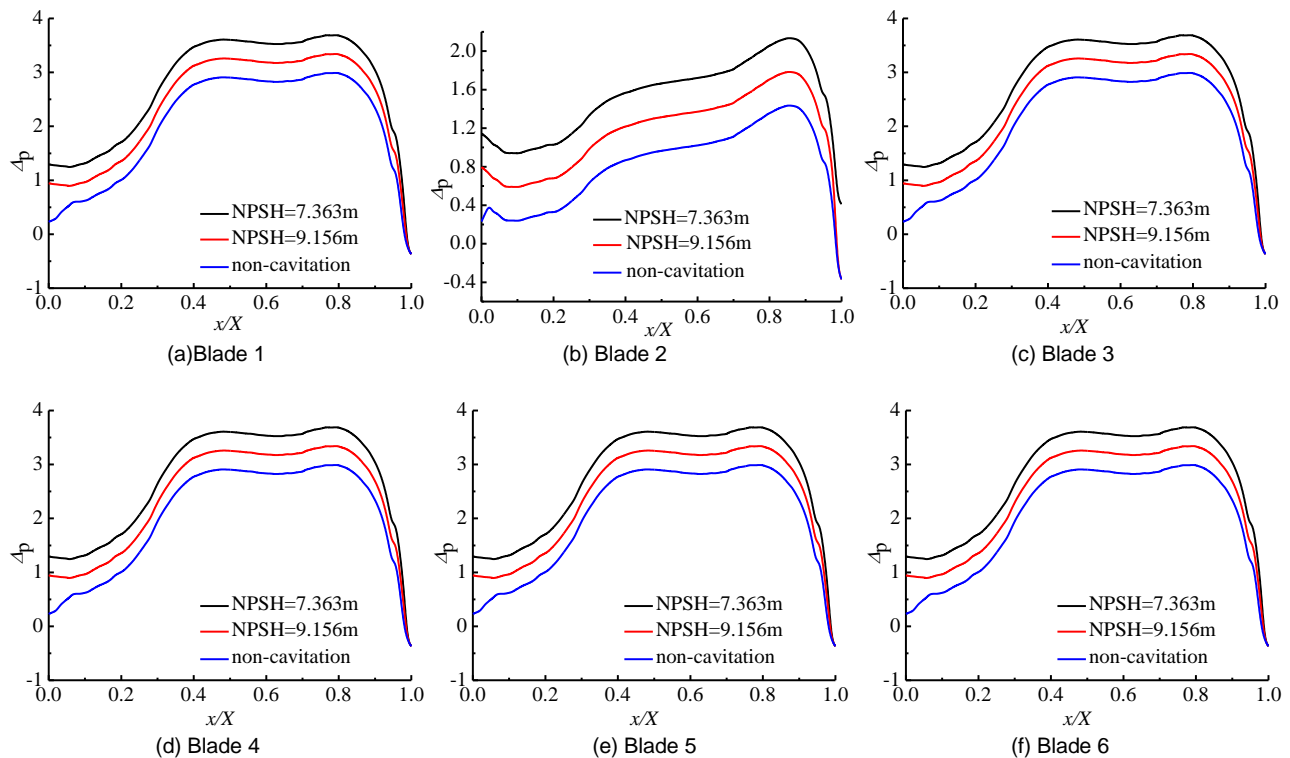 4
3
2
1
0
-1
Δp
NPSH=7.363m
NPSH=9.156m
non-cavitation
0.0 0.2 0.4 0.6 0.8 1.0
x/X
(a)Blade 1
2.0
1.6
1.2
0.8
0.4
0.0
-0.4
Δp
NPSH=7.363m
NPSH=9.156m
non-cavitation
0.0 0.2 0.4 0.6 0.8 1.0
x/X
(b) Blade 2
4
3
2
1
0
-1
Δp
NPSH=7.363m
NPSH=9.156m
non-cavitation
0.0 0.2 0.4 0.6 0.8 1.0
x/X
(c) Blade 3
4
3
2
1
0
-1
Δp
NPSH=7.363m
NPSH=9.156m
non-cavitation
0.0 0.2 0.4 0.6 0.8 1.0
x/X
(d) Blade 4
4
3
2
1
0
-1
Δp
NPSH=7.363m
NPSH=9.156m
non-cavitation
0.0 0.2 0.4 0.6 0.8 1.0
x/X
(e) Blade 5
4
3
2
1
0
-1
Δp
NPSH=7.363m
NPSH=9.156m
non-cavitation
0.0 0.2 0.4 0.6 0.8 1.0
x/X
(f) Blade 6